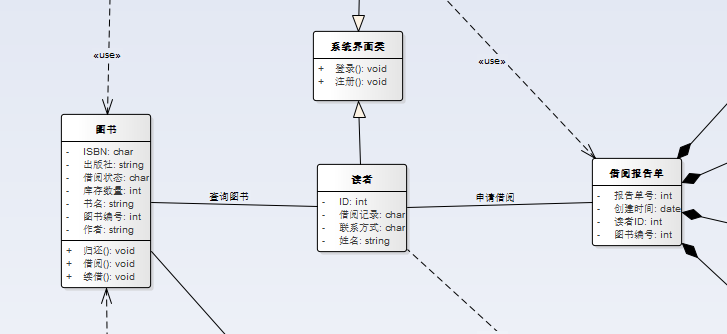 系统界面类
+ 登录(): void
+ 注册(): void
«use»
«use»
图书
- ISBN: char
- 出版社: string
- 借阅状态: char
- 库存数量: int
- 书名: string
- 图书编号: int
- 作者: string
+ 归还(): void
+ 借阅(): void
+ 续借(): void
查询图书
读者
- ID: int
- 借阅记录: char
- 联系方式: char
- 姓名: string
申请借阅
借阅报告单
- 报告单号: int
- 创建时间: date
- 读者ID: int
- 图书编号: int